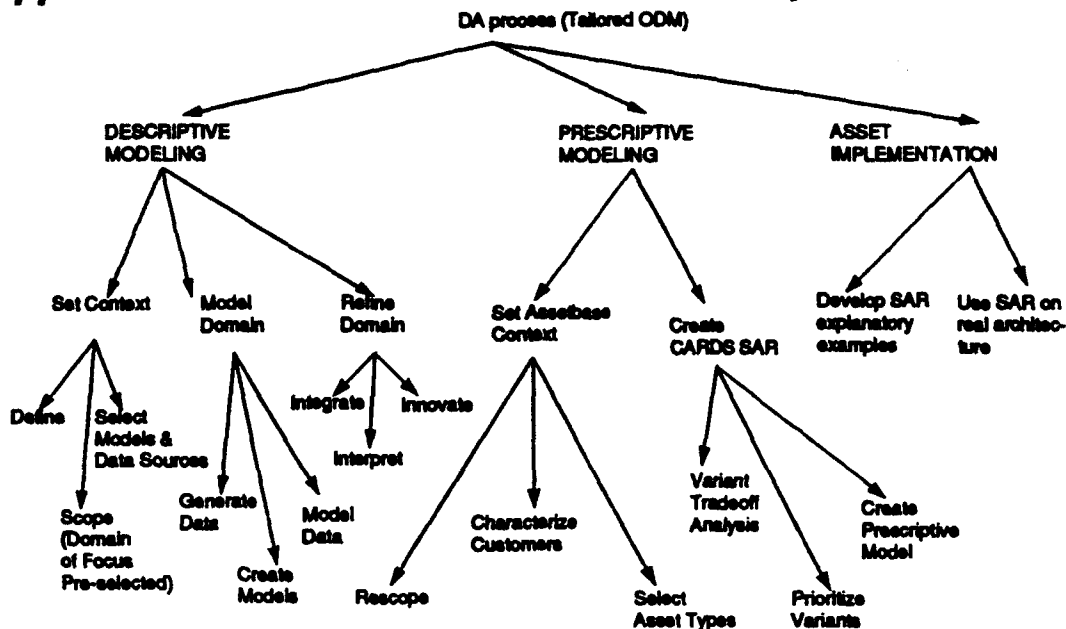 DA process (Tailored ODM)
DESCRIPTIVE
MODELING
PRESCRIPTIVE
MODELING
ASSET
IMPLEMENTATION
Set Context
Model
Domain
Refine
Domain
Set Assetbase
Context
Create
CARDS SAR
Develop SAR
explanatory
examples
Use SAR on
real architec-
ture
Define
Select
Models &
Data Sources
Integrate
Innovate
Interpret
Scope
(Domain
of Focus
Pre-selected)
Generate
Data
Model
Data
Create
Models
Rescope
Characterize
Customers
Select
Asset Types
Variant
Tradeoff
Analysis
Create
Prescriptive
Model
Prioritize
Variants